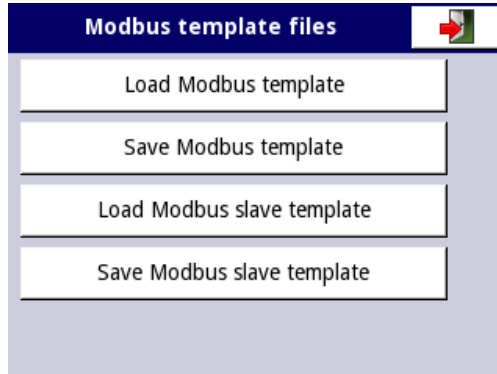 Modbus template files
Load Modbus template
Save Modbus template
Load Modbus slave template
Save Modbus slave template